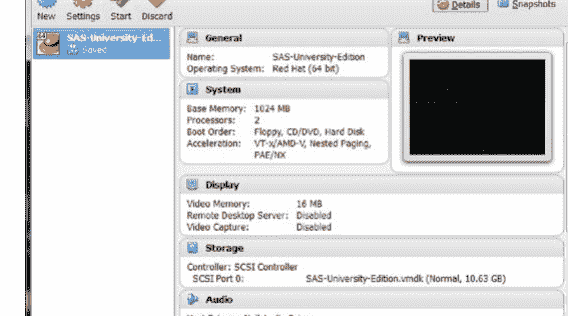 New Settings Start Discard
Details Snapshots
SAS-University-Ed...
Saved
General
Name: SAS-University-Edition
Operating System: Red Hat (64 bit)
System
Base Memory: 1024 MB
Processors: 2
Boot Order: Floppy, CD/DVD, Hard Disk
Acceleration: VT-x/AMD-V, Nested Paging,
PAE/NX
Preview
Display
Video Memory: 16 MB
Remote Desktop Server: Disabled
Video Capture: Disabled
Storage
Controller: SCSI Controller
SCSI Port 0: SAS-University-Edition.vmdk (Normal, 10.63 GB)
Audio